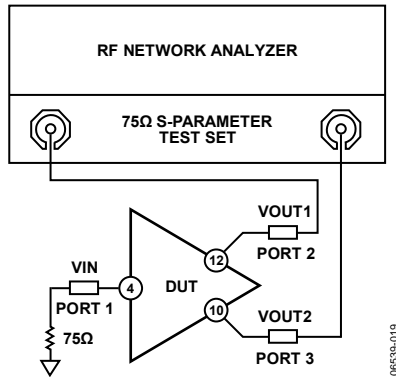 RF NETWORK ANALYZER
75Ω S-PARAMETER
TEST SET
VOUT1
12
PORT 2
VIN
4
DUT
PORT 1
10
VOUT2
75Ω
PORT 3
06539-019